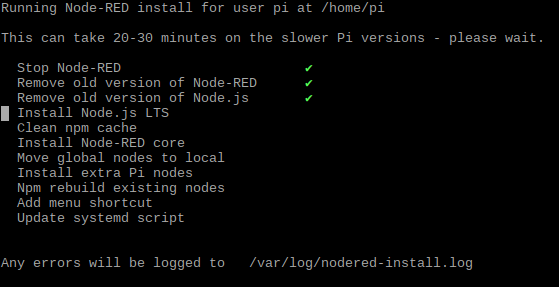 Running Node-RED install for user pi at /home/pi
This can take 20-30 minutes on the slower Pi versions - please wait.
Stop Node-RED ✔
Remove old version of Node-RED ✔
Remove old version of Node.js ✔
Install Node.js LTS
Clean npm cache
Install Node-RED core
Move global nodes to local
Install extra Pi nodes
Npm rebuild existing nodes
Add menu shortcut
Update systemd script
Any errors will be logged to /var/log/nodered-install.log